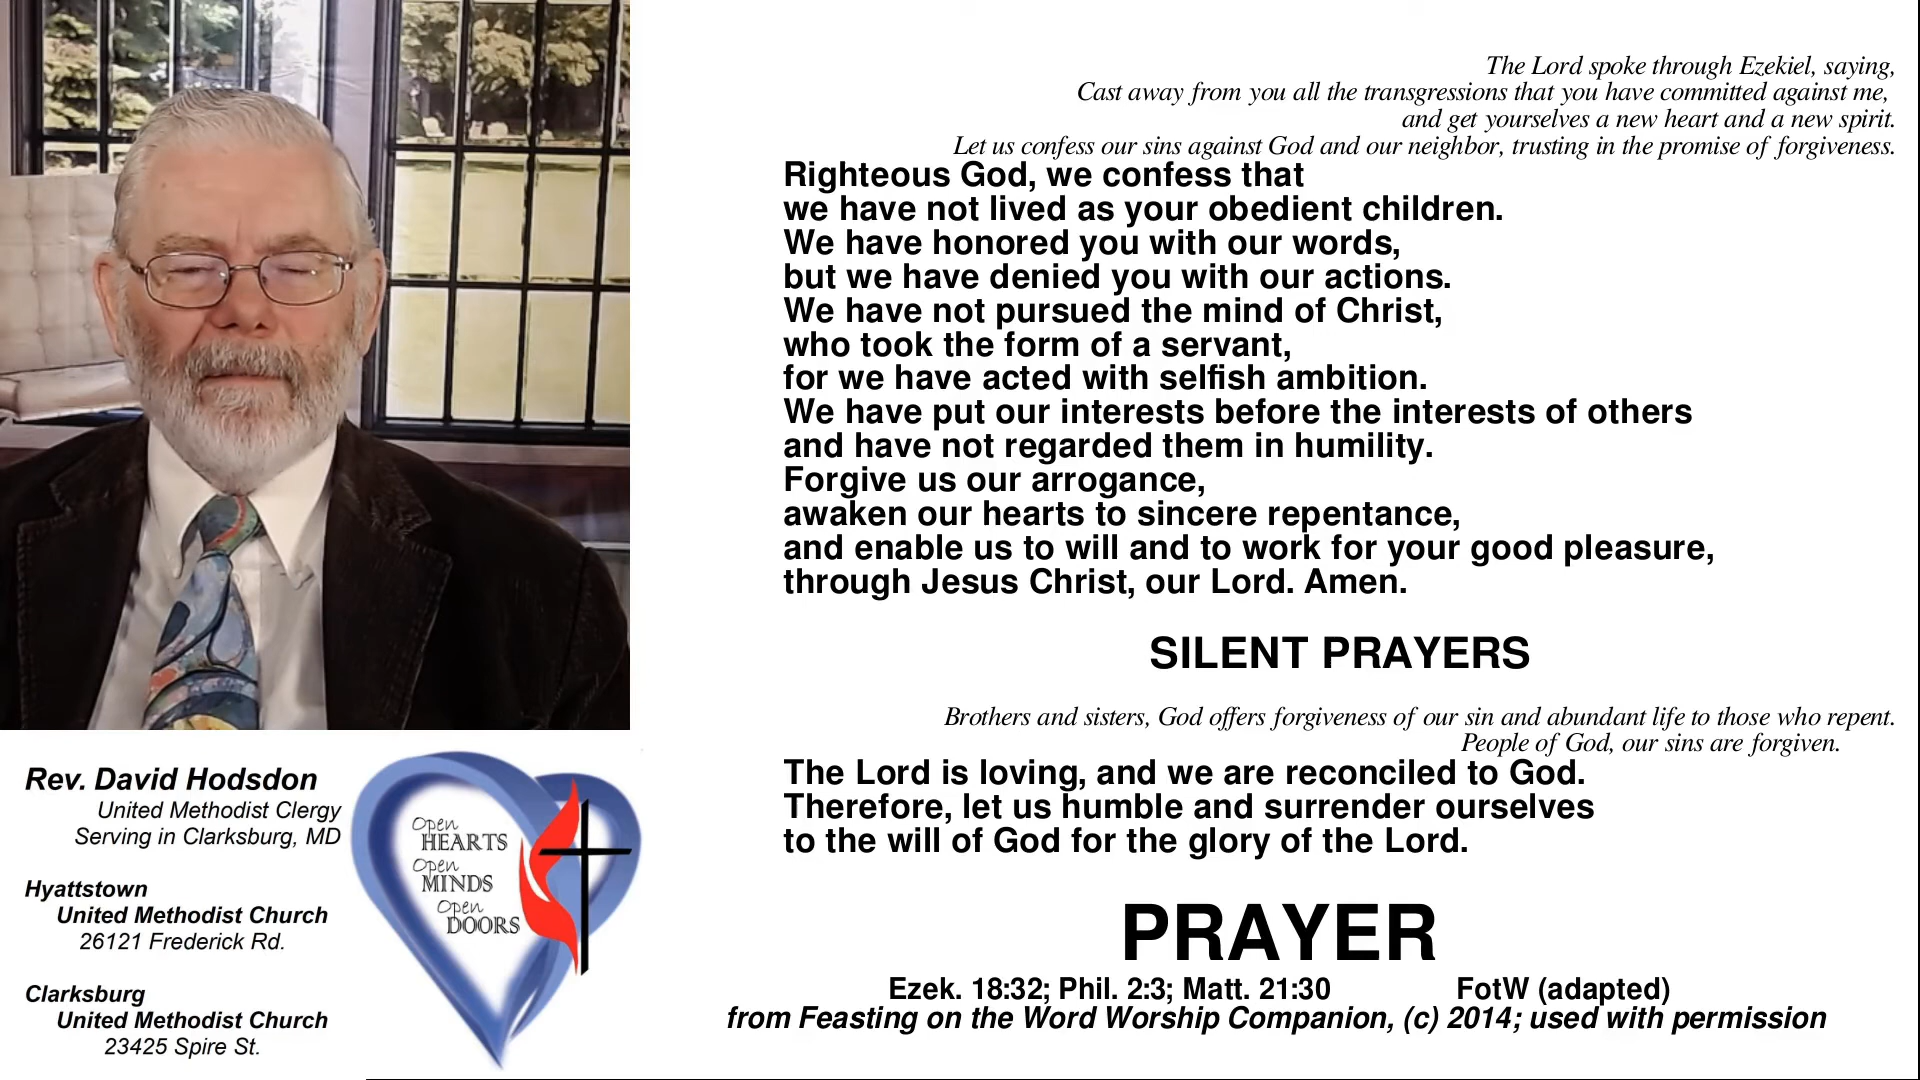 The Lord spoke through Ezekiel, saying,
Cast away from you all the transgressions that you have committed against me,
and get yourselves a new heart and a new spirit.
Let us confess our sins against God and our neighbor, trusting in the promise of forgiveness.
Righteous God, we confess that
we have not lived as your obedient children.
We have honored you with our words,
but we have denied you with our actions.
We have not pursued the mind of Christ,
who took the form of a servant,
for we have acted with selfish ambition.
We have put our interests before the interests of others
and have not regarded them in humility.
Forgive us our arrogance,
awaken our hearts to sincere repentance,
and enable us to will and to work for your good pleasure,
through Jesus Christ, our Lord. Amen.
SILENT PRAYERS
Brothers and sisters, God offers forgiveness of our sin and abundant life to those who repent.
People of God, our sins are forgiven.
The Lord is loving, and we are reconciled to God.
Therefore, let us humble and surrender ourselves
to the will of God for the glory of the Lord.
PRAYER
Ezek. 18:32; Phil. 2:3; Matt. 21:30 FotW (adapted)
from Feasting on the Word Worship Companion, (c) 2014; used with permission
Rev. David Hodsdon
United Methodist Clergy
Serving in Clarksburg, MD
Hyattstown
United Methodist Church
26121 Frederick Rd.
Clarksburg
United Methodist Church
23425 Spire St.
Open
HEARTS
Open
MINDS
Open
DOORS